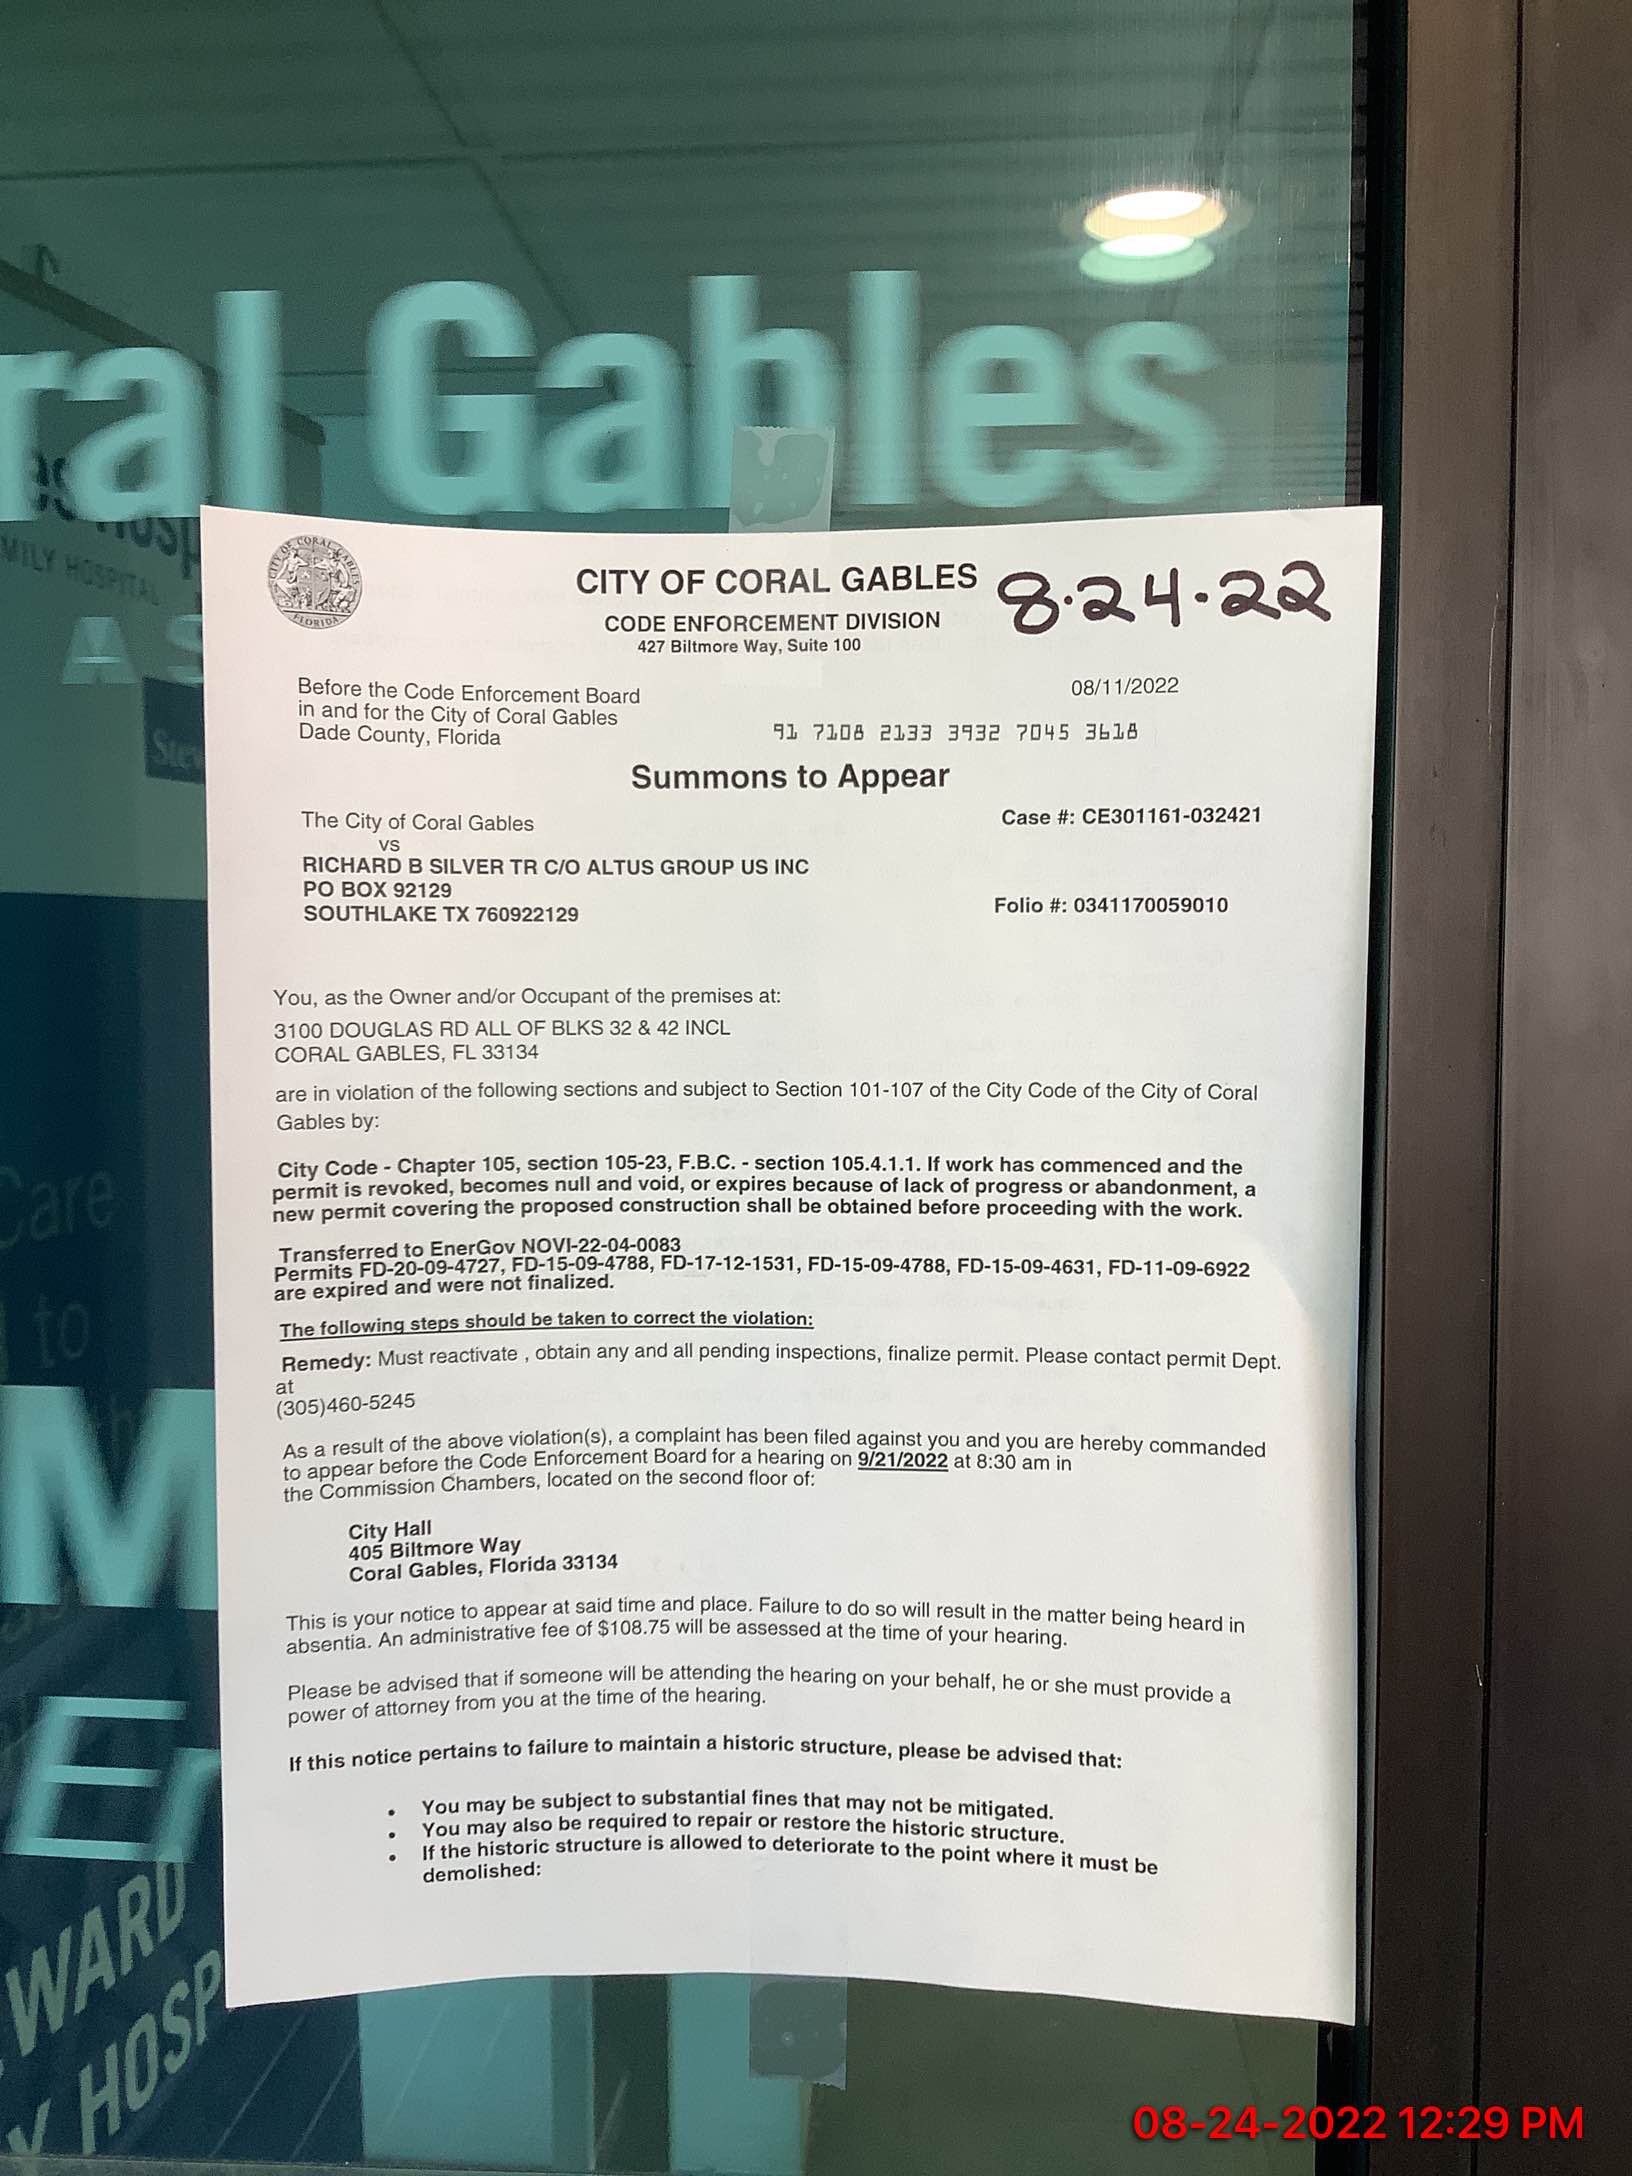 ral Gables
MILY HOSPITAL
CITY OF CORAL GABLES
FLORIDA
CITY OF CORAL GABLES
8·24·22
CODE ENFORCEMENT DIVISION
427 Biltmore Way, Suite 100
Before the Code Enforcement Board
08/11/2022
in and for the City of Coral Gables
Dade County, Florida
91 7108 2133 3932 7045 3618
Summons to Appear
The City of Coral Gables
Case #: CE301161-032421
vs
RICHARD B SILVER TR C/O ALTUS GROUP US INC
PO BOX 92129
SOUTHLAKE TX 760922129
Folio #: 0341170059010
You, as the Owner and/or Occupant of the premises at:
3100 DOUGLAS RD ALL OF BLKS 32 & 42 INCL
CORAL GABLES, FL 33134
are in violation of the following sections and subject to Section 101-107 of the City Code of the City of Coral
Gables by:
City Code - Chapter 105, section 105-23, F.B.C. - section 105.4.1.1. If work has commenced and the
permit is revoked, becomes null and void, or expires because of lack of progress or abandonment, a
new permit covering the proposed construction shall be obtained before proceeding with the work.
Transferred to EnerGov NOVI-22-04-0083
Permits FD-20-09-4727, FD-15-09-4788, FD-17-12-1531, FD-15-09-4788, FD-15-09-4631, FD-11-09-6922
are expired and were not finalized.
The following steps should be taken to correct the violation:
Remedy: Must reactivate , obtain any and all pending inspections, finalize permit. Please contact permit Dept.
at
(305)460-5245
As a result of the above violation(s), a complaint has been filed against you and you are hereby commanded
to appear before the Code Enforcement Board for a hearing on 9/21/2022 at 8:30 am in
the Commission Chambers, located on the second floor of:
City Hall
405 Biltmore Way
Coral Gables, Florida 33134
This is your notice to appear at said time and place. Failure to do so will result in the matter being heard in
absentia. An administrative fee of $108.75 will be assessed at the time of your hearing.
Please be advised that if someone will be attending the hearing on your behalf, he or she must provide a
power of attorney from you at the time of the hearing.
If this notice pertains to failure to maintain a historic structure, please be advised that:
• You may be subject to substantial fines that may not be mitigated.
• You may also be required to repair or restore the historic structure.
• If the historic structure is allowed to deteriorate to the point where it must be
demolished:
Care
to
M
Er
WARD
HOSP
08-24-2022 12:29 PM